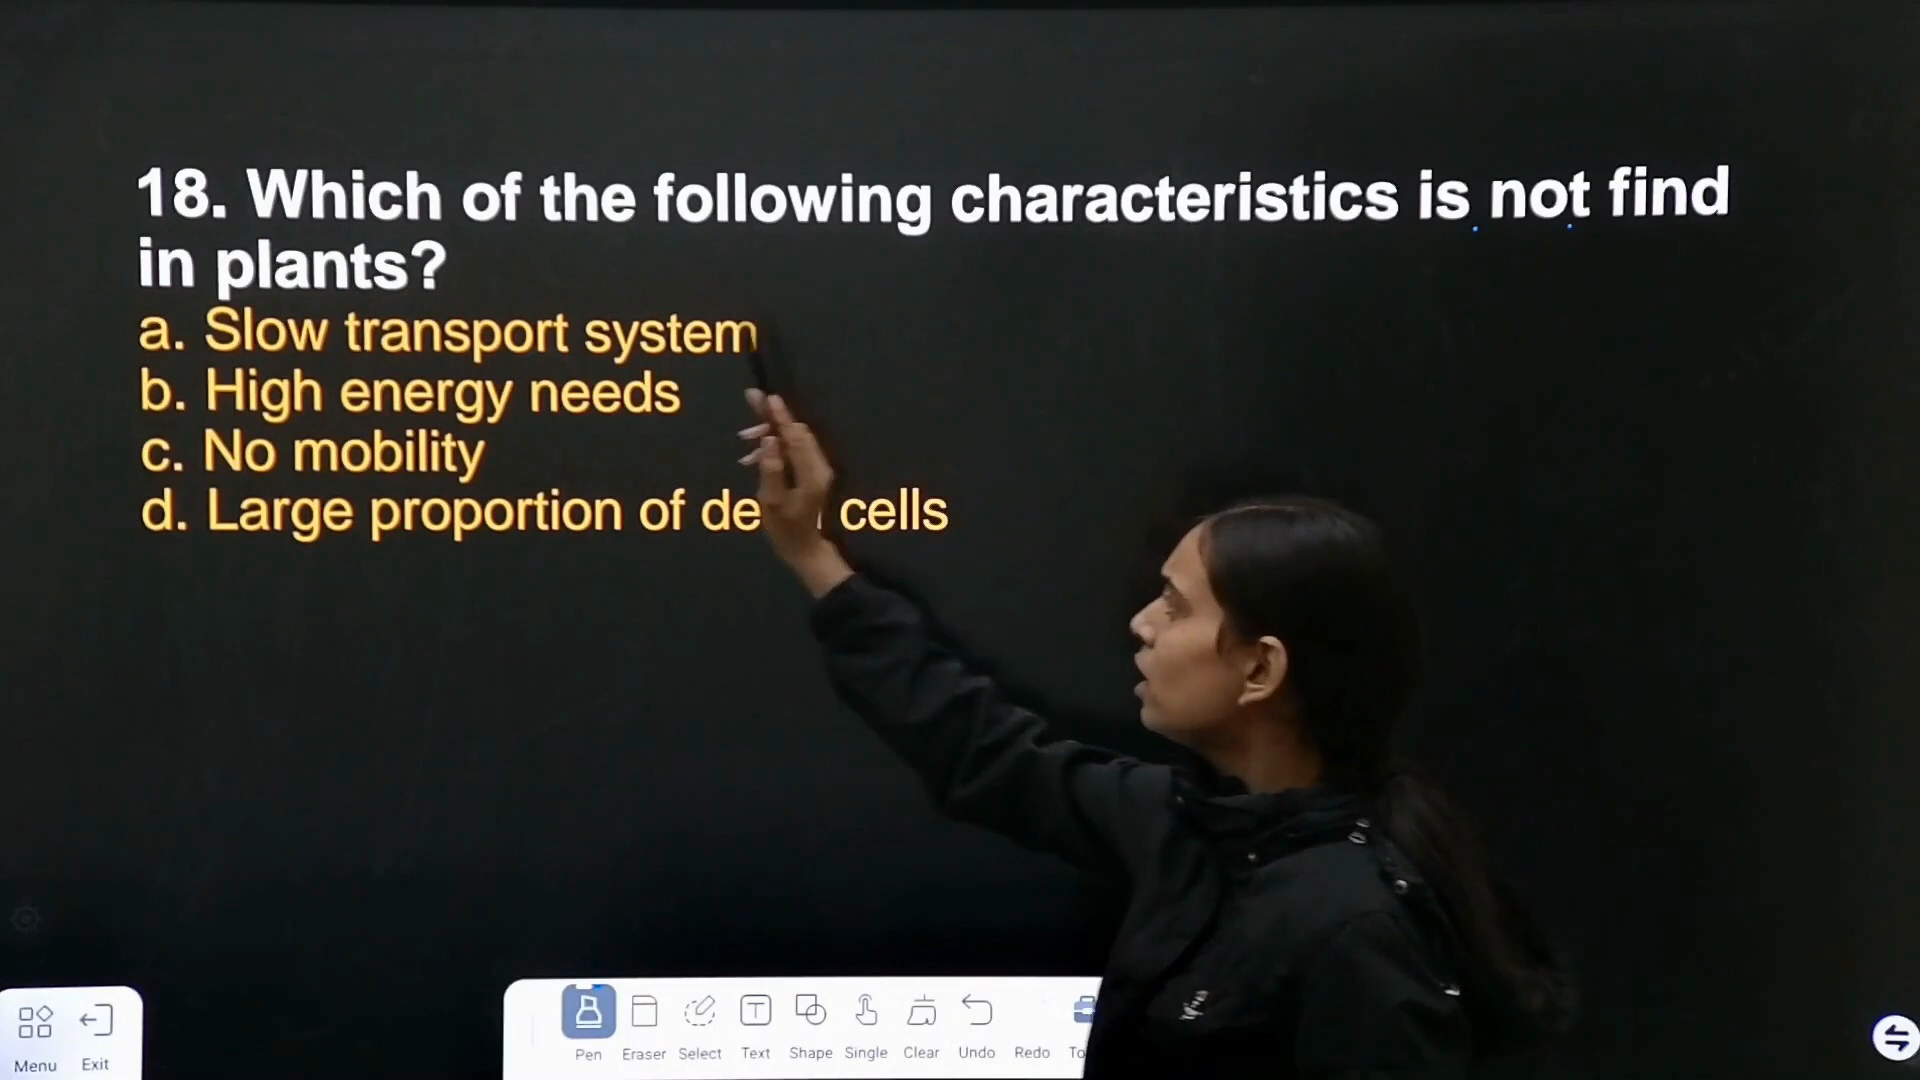 18. Which of the following characteristics is not find
in plants?
a. Slow transport system
b. High energy needs
c. No mobility
d. Large proportion of cells
Menu Exit Pen Eraser Select Text Shape Single Clear Undo Redo